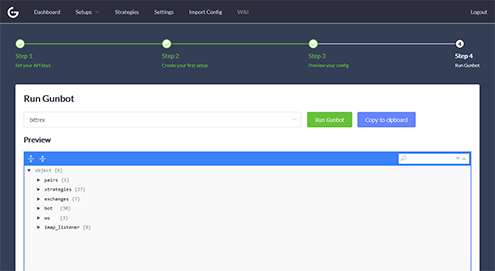 Dashboard Setups Strategies Settings Import Config Wiki Logout
4
Step 1 Step 2 Step 3 Step 4
Set your API keys Create your first setup Preview your config Run Gunbot
Run Gunbot
bittrex Run Gunbot Copy to clipboard
Preview
object {6}
pairs {1}
strategies {27}
bot {30}
ws {3}
imap_listener {8}